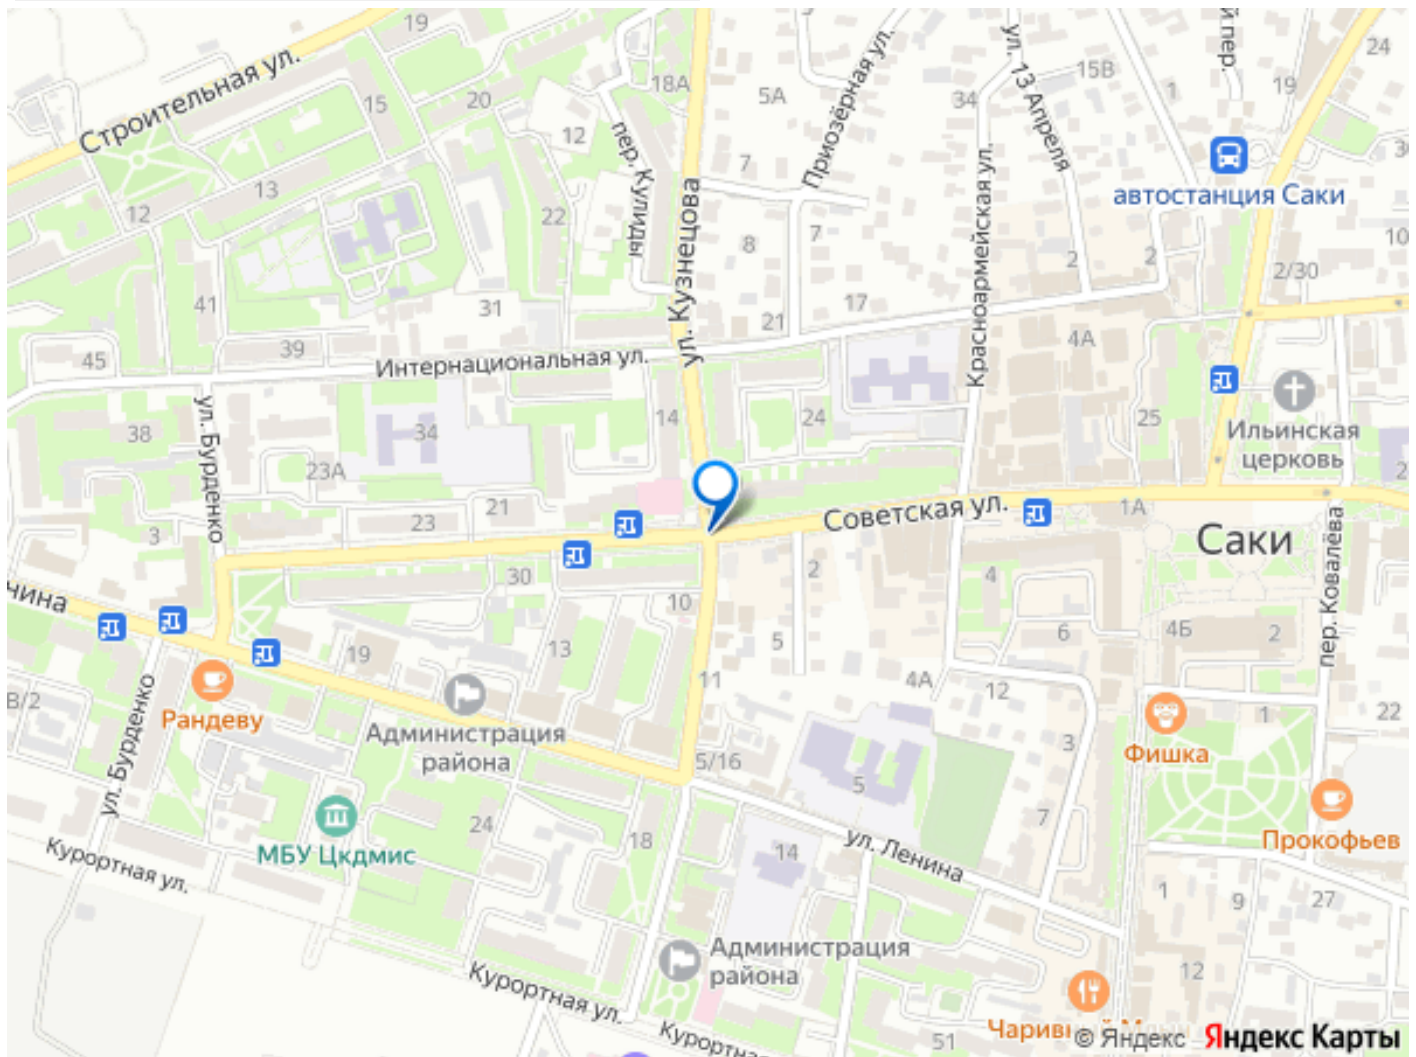 19
24
й пер.
Строительная ул.
20
18А
5А
Приозёрная ул.
34
ул. 13 Апреля
15В
1
19
15
12
пер. Кулиды
7
Красноармейская ул.
автостанция Саки
13
12
22
ул. Кузнецова
8
7
2
2
10
2/30
41
31
21
17
4А
45
39
Интернациональная ул.
38
ул. Бурденко
34
14
24
25
Ильинская
церковь
23А
21
23
3
Советская ул.
1А
Саки
пер. Ковалёва
30
2
4
нина
10
13
19
5
6
4Б
2
В/2
ул. Бурденко
Рандеву
Администрация
района
11
4А
12
1
22
Фишка
3
5/16
5
7
Прокофьев
МБУ Цкдмис
24
18
14
ул. Ленина
Курортная ул.
1
9
27
Администрация
района
12
Курортная ул.
Курортная
51
© Яндекс
Яндекс Карты